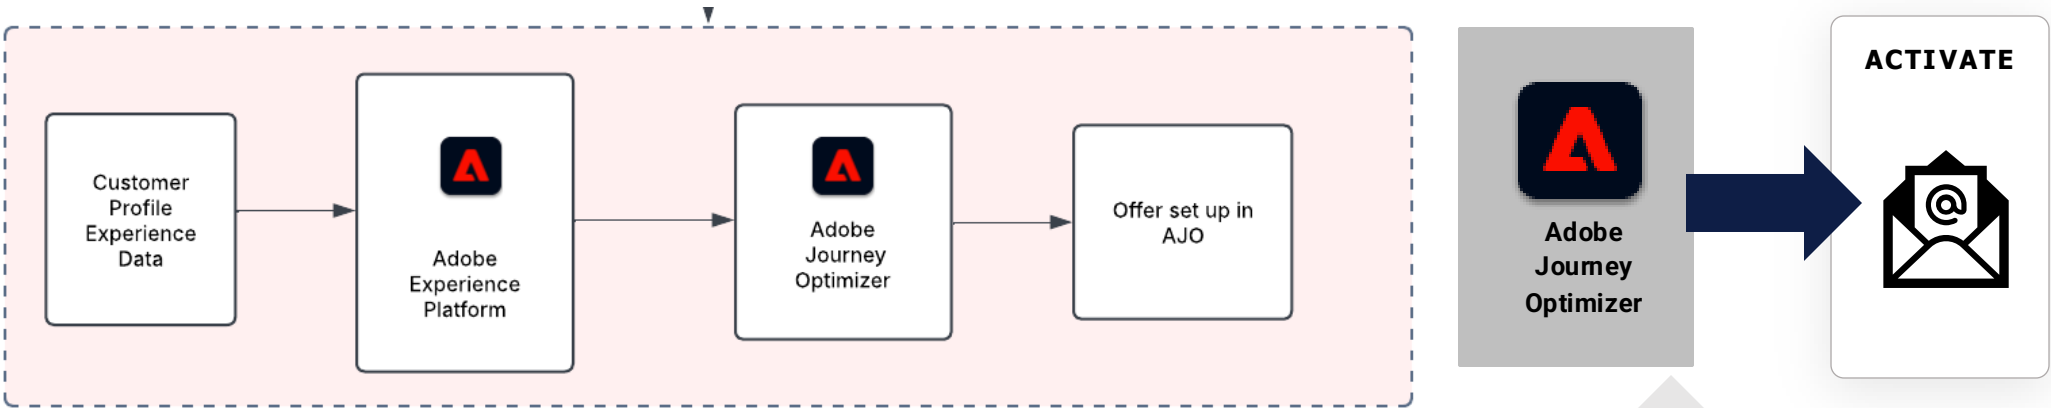 Customer
Profile
Experience
Data
Adobe
Experience
Platform
Adobe
Journey
Optimizer
Offer set up in
AJO
Adobe
Journey
Optimizer
ACTIVATE
@